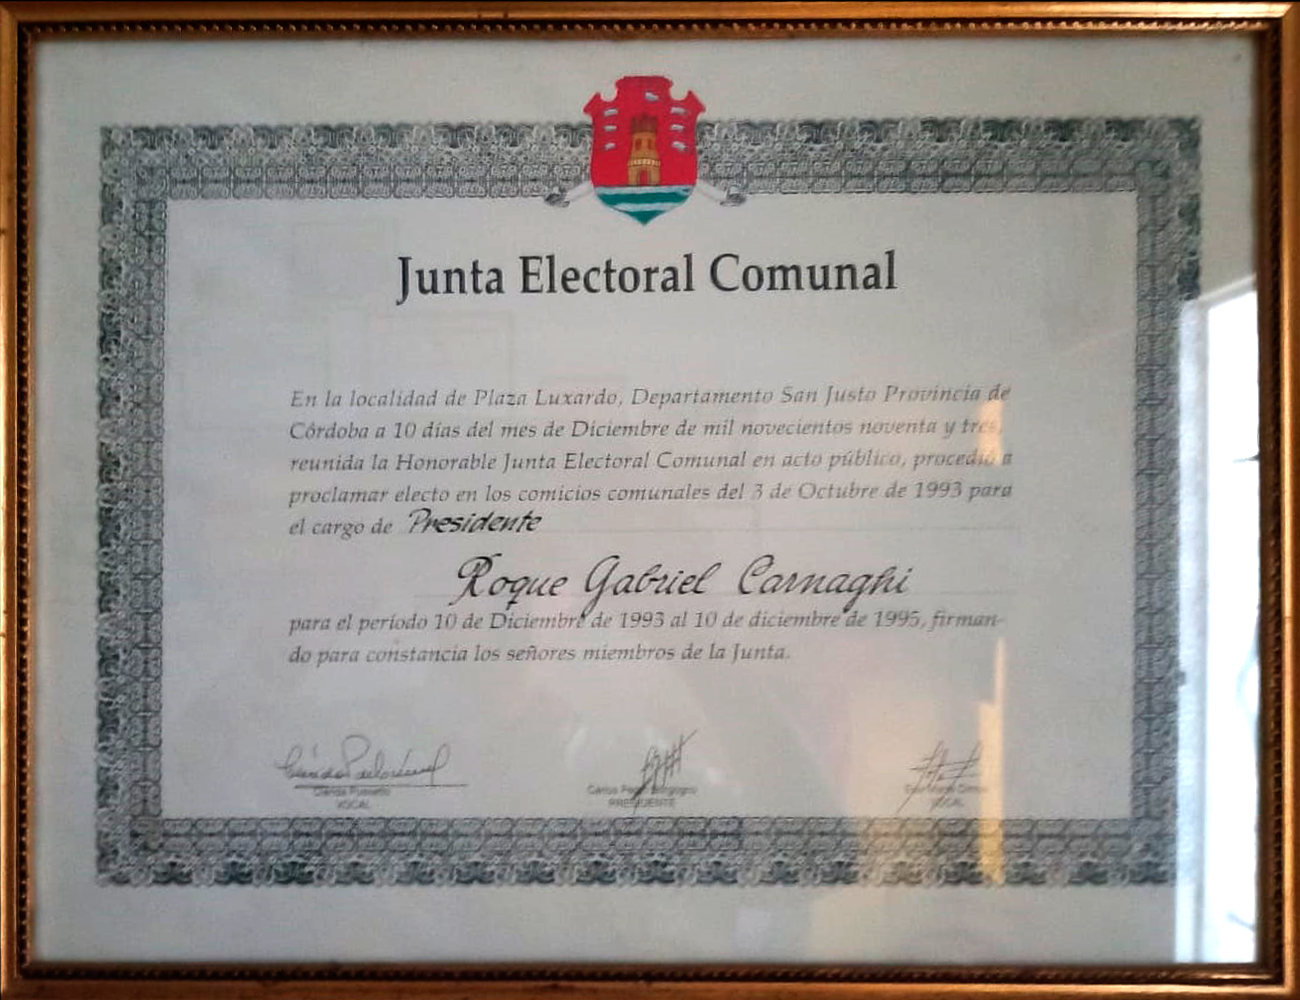 Junta Electoral Comunal
En la localidad de Plaza Luxardo, Departamento San Justo Provincia de
Córdoba a 10 días del mes de Diciembre de mil novecientos noventa y tres,
reunida la Honorable Junta Electoral Comunal en acto público, procedió a
proclamar electo en los comicios comunales del 3 de Octubre de 1993 para
el cargo de Presidente
Roque Gabriel Carnaghi
para el período 10 de Diciembre de 1993 al 10 de diciembre de 1995, firman-
do para constancia los señores miembros de la Junta.
Carlos
VOCAL PRESIDENTE VOCAL